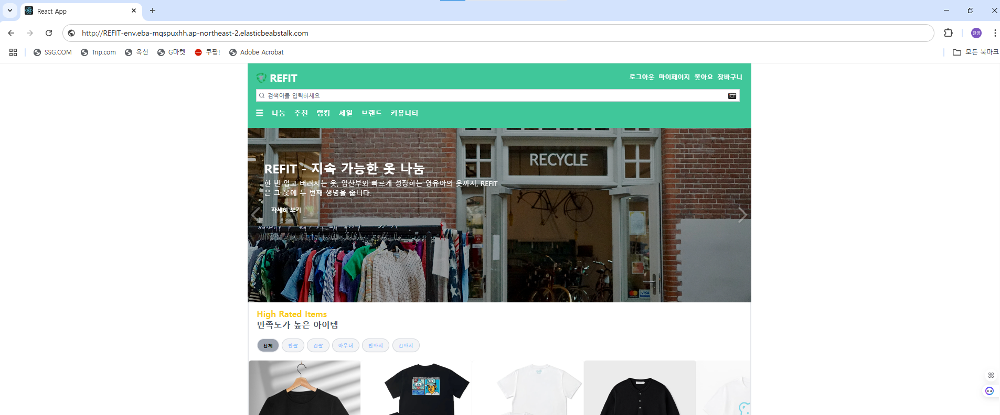 React App
http://REFIT-env.eba-mqspuxhh.ap-northeast-2.elasticbeabstalk.com
찬영
SSG.COM Trip.com 옥션 G마켓 쿠팡! Adobe Acrobat 모든 북마크
REFIT 로그아웃 마이페이지 좋아요 장바구니
검색어를 입력하세요
나눔 추천 랭킹 세일 브랜드 커뮤니티
RECYCLE
REFIT - 지속 가능한 옷 나눔
한 번 입고 버려지는 옷, 임산부와 빠르게 성장하는 영유아의 옷까지, REFIT
은 그 옷에 두 번째 생명을 줍니다.
자세히 보기
VISA
High Rated Items
만족도가 높은 아이템
전체 반팔 긴팔 아우터 반바지 긴바지